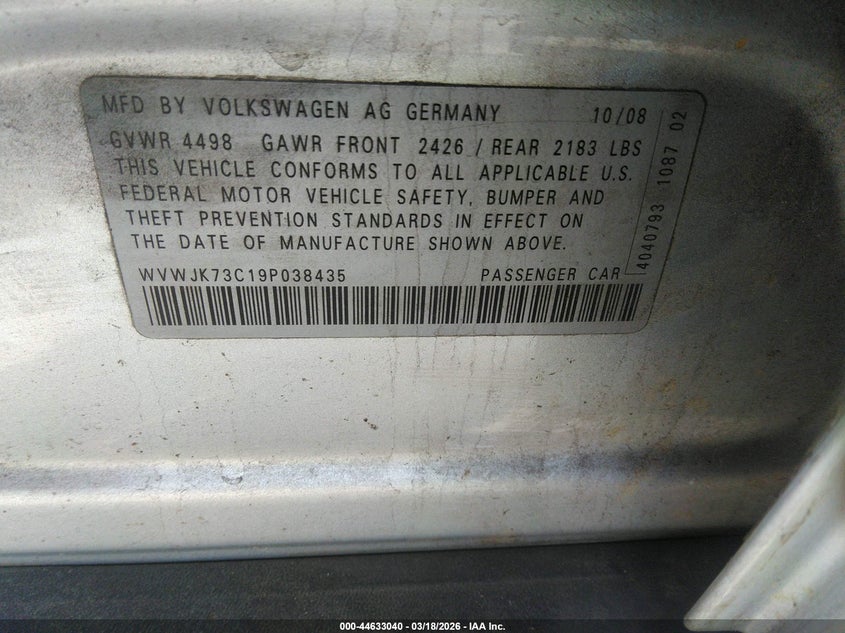 MFD BY VOLKSWAGEN AG GERMANY 10/08
GVWR 4498 GAWR FRONT 2426 / REAR 2183 LBS
THIS VEHICLE CONFORMS TO ALL APPLICABLE U.S.
FEDERAL MOTOR VEHICLE SAFETY, BUMPER AND
THEFT PREVENTION STANDARDS IN EFFECT ON
THE DATE OF MANUFACTURE SHOWN ABOVE.
WVWJK73C19P038435 PASSENGER CAR
4040793 1087 02
000-44633040 - 03/18/2026 - IAA Inc.